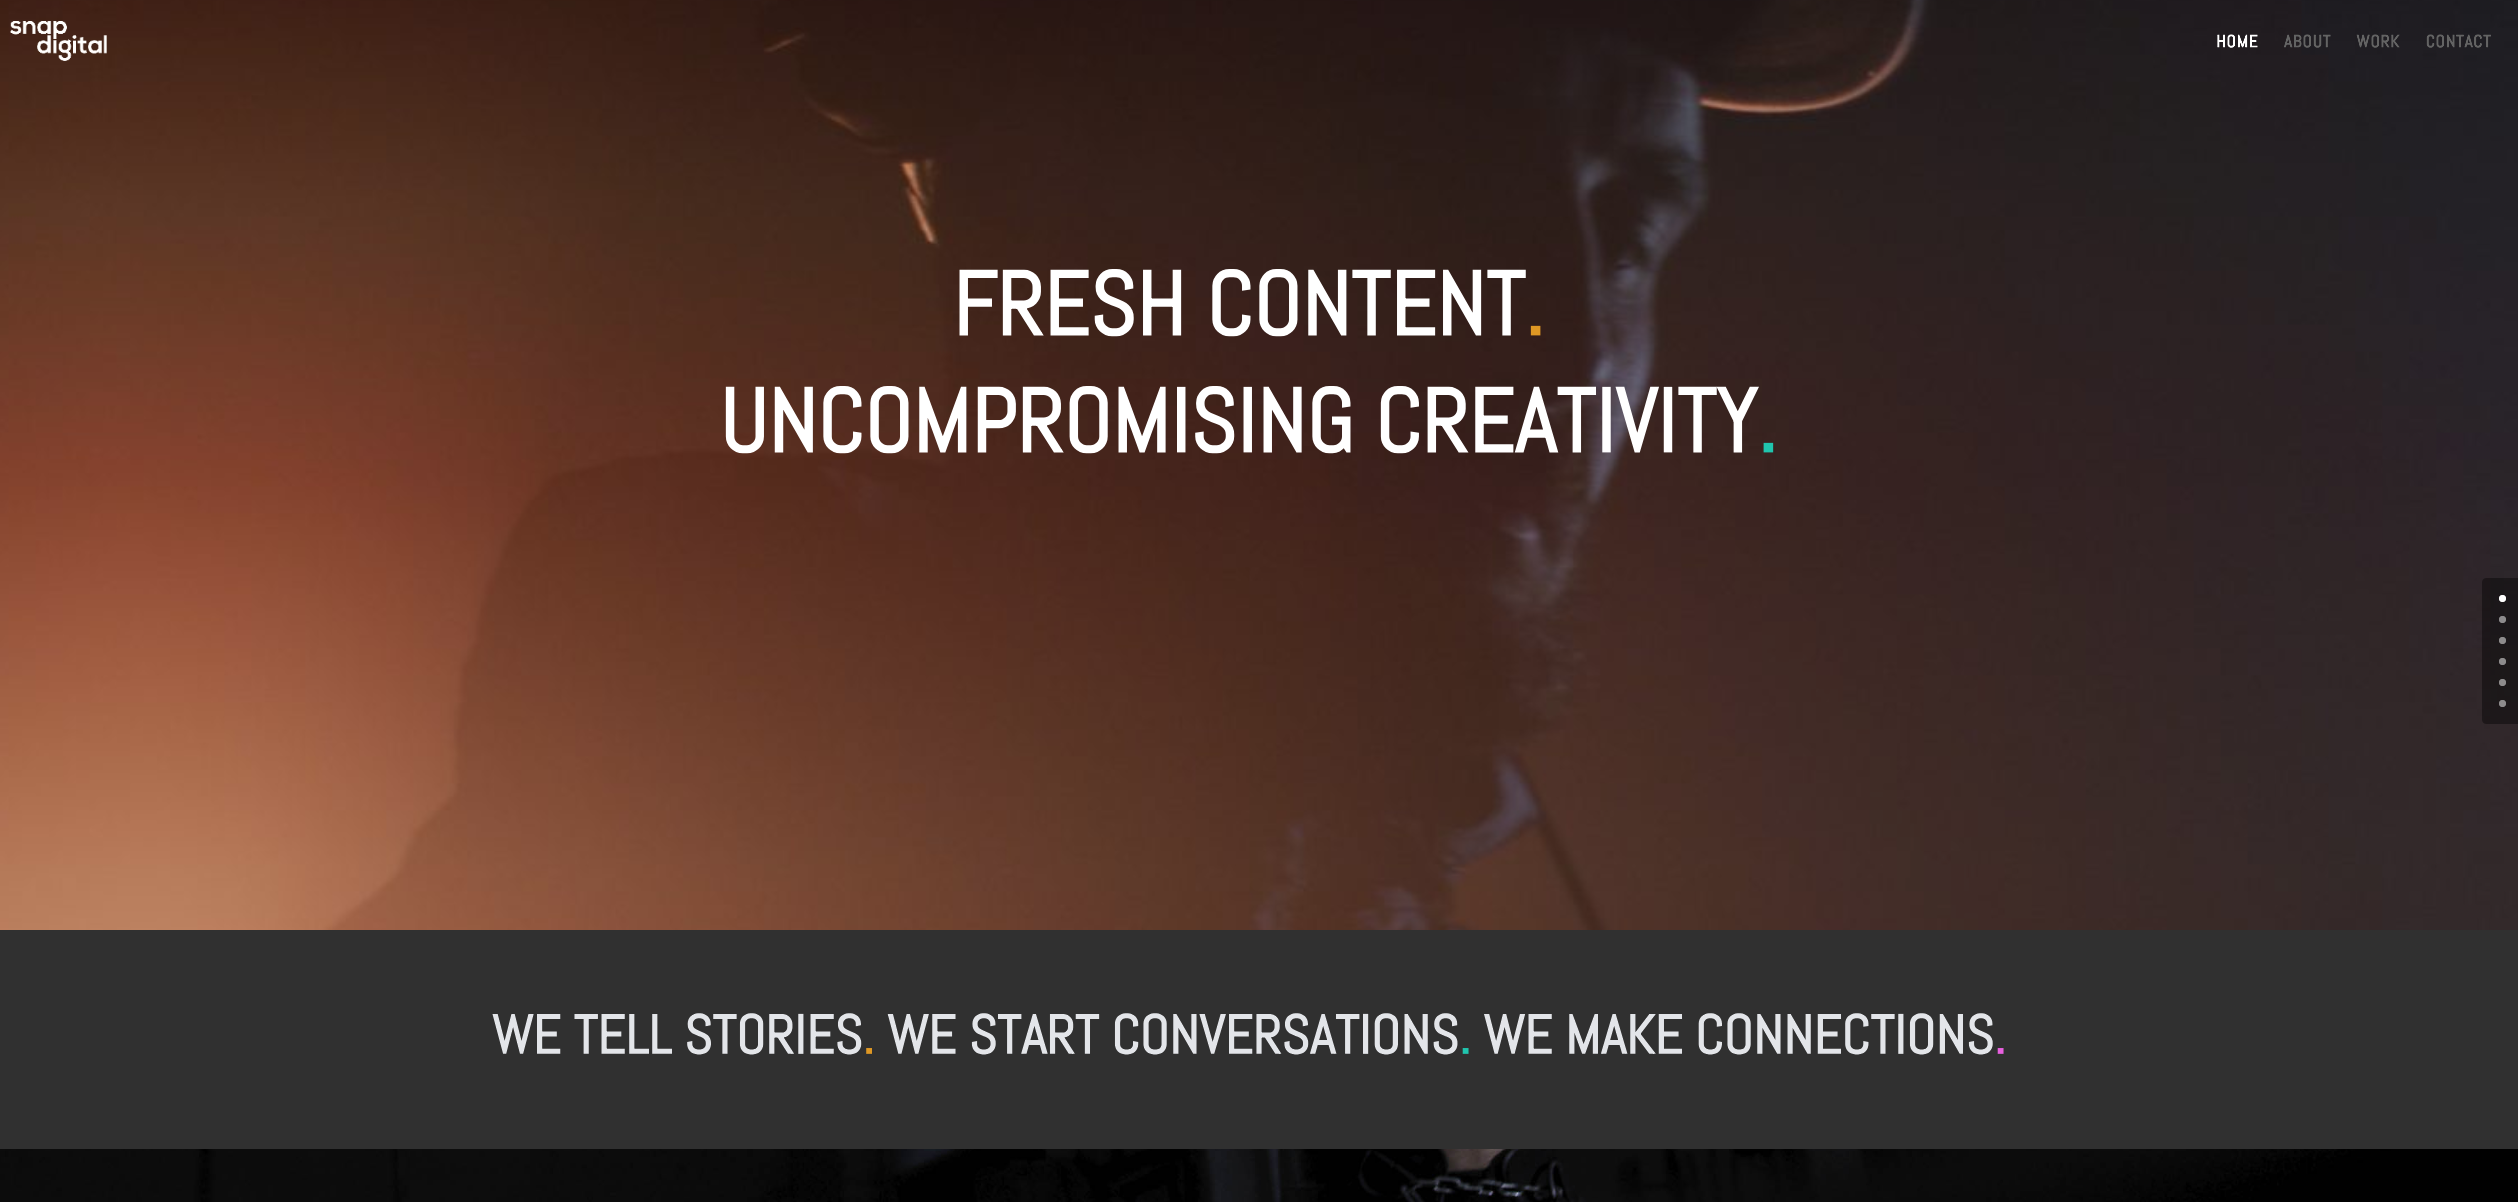 snap
digital
HOME ABOUT WORK CONTACT
FRESH CONTENT.
UNCOMPROMISING CREATIVITY.
WE TELL STORIES. WE START CONVERSATIONS. WE MAKE CONNECTIONS.